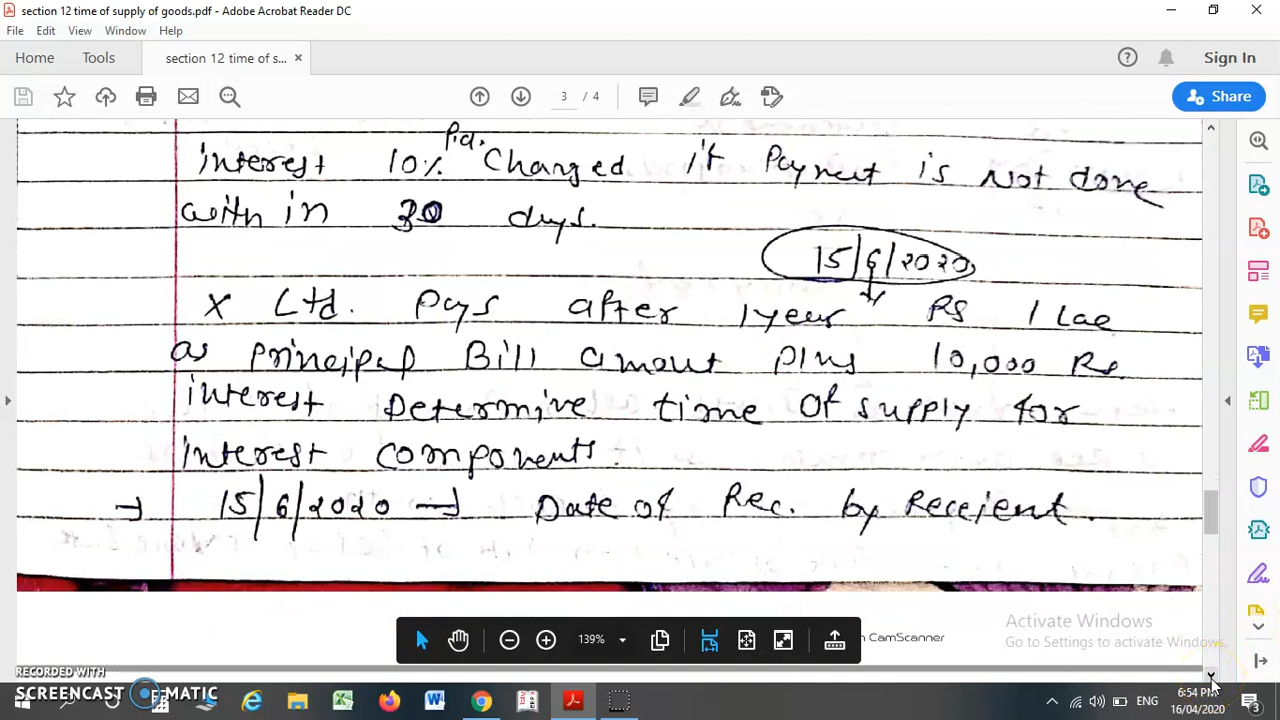 section 12 time of supply of goods.pdf - Adobe Acrobat Reader DC
File Edit View Window Help
Home Tools section 12 time of s... ×
Sign In
3 / 4
Share
P.a.
interest 10% Charged if Payment is Not done
with in 30 days.
15/6/2020
X Ltd. Pays after 1 year RS 1 Lac
as principal Bill amout plus 10,000 Rs.
interest Determine time of supply for
interest components.
15/6/2020 → Date of Rec. by Receient.
Activate Windows
Go to Settings to activate Windows.
139%
CamScanner
RECORDED WITH
SCREENCAST MATIC
ENG
6:54 PM
16/04/2020
3